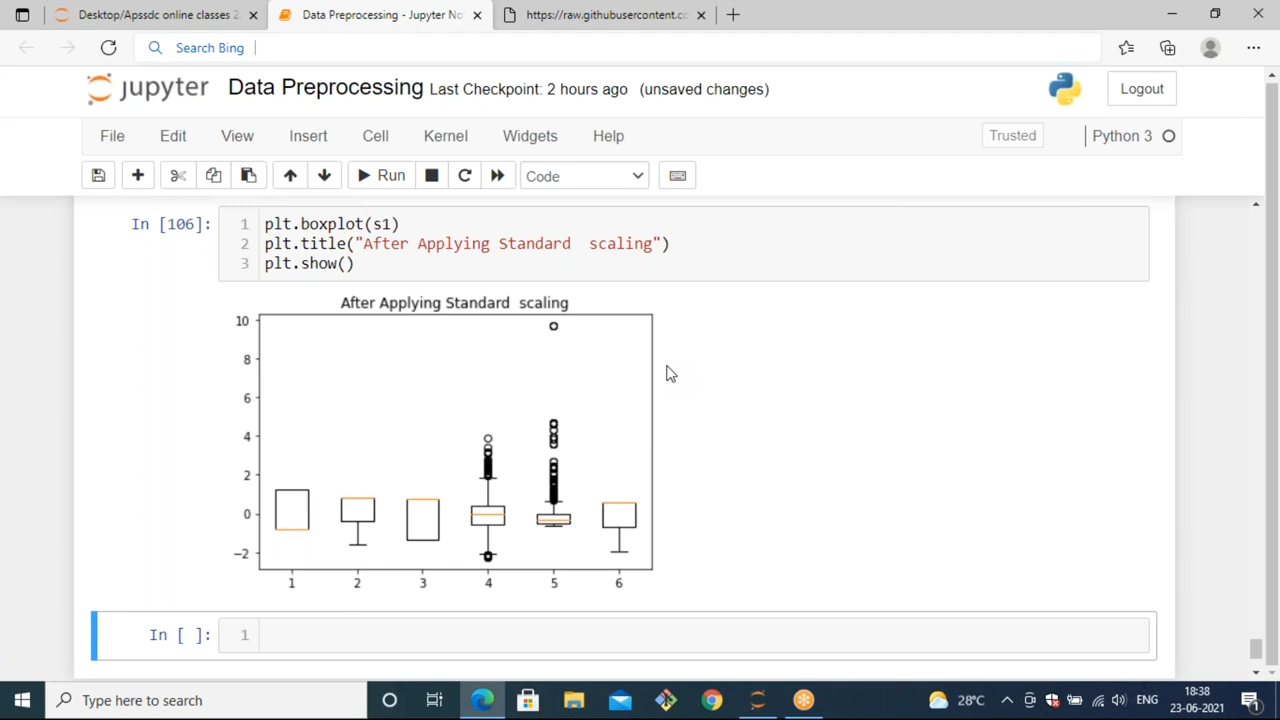 Desktop/Apssdc online classes 2
Data Preprocessing - Jupyter No
https://raw.githubusercontent.co
Search Bing
jupyter Data Preprocessing Last Checkpoint: 2 hours ago (unsaved changes) Logout
File Edit View Insert Cell Kernel Widgets Help Trusted Python 3
Run Code
In [106]:
1 plt.boxplot(s1)
2 plt.title("After Applying Standard  scaling")
3 plt.show()
After Applying Standard  scaling
10
8
6
4
2
0
−2
1 2 3 4 5 6
In [ ]: 1
Type here to search
28°C ENG
18:38
23-06-2021
1